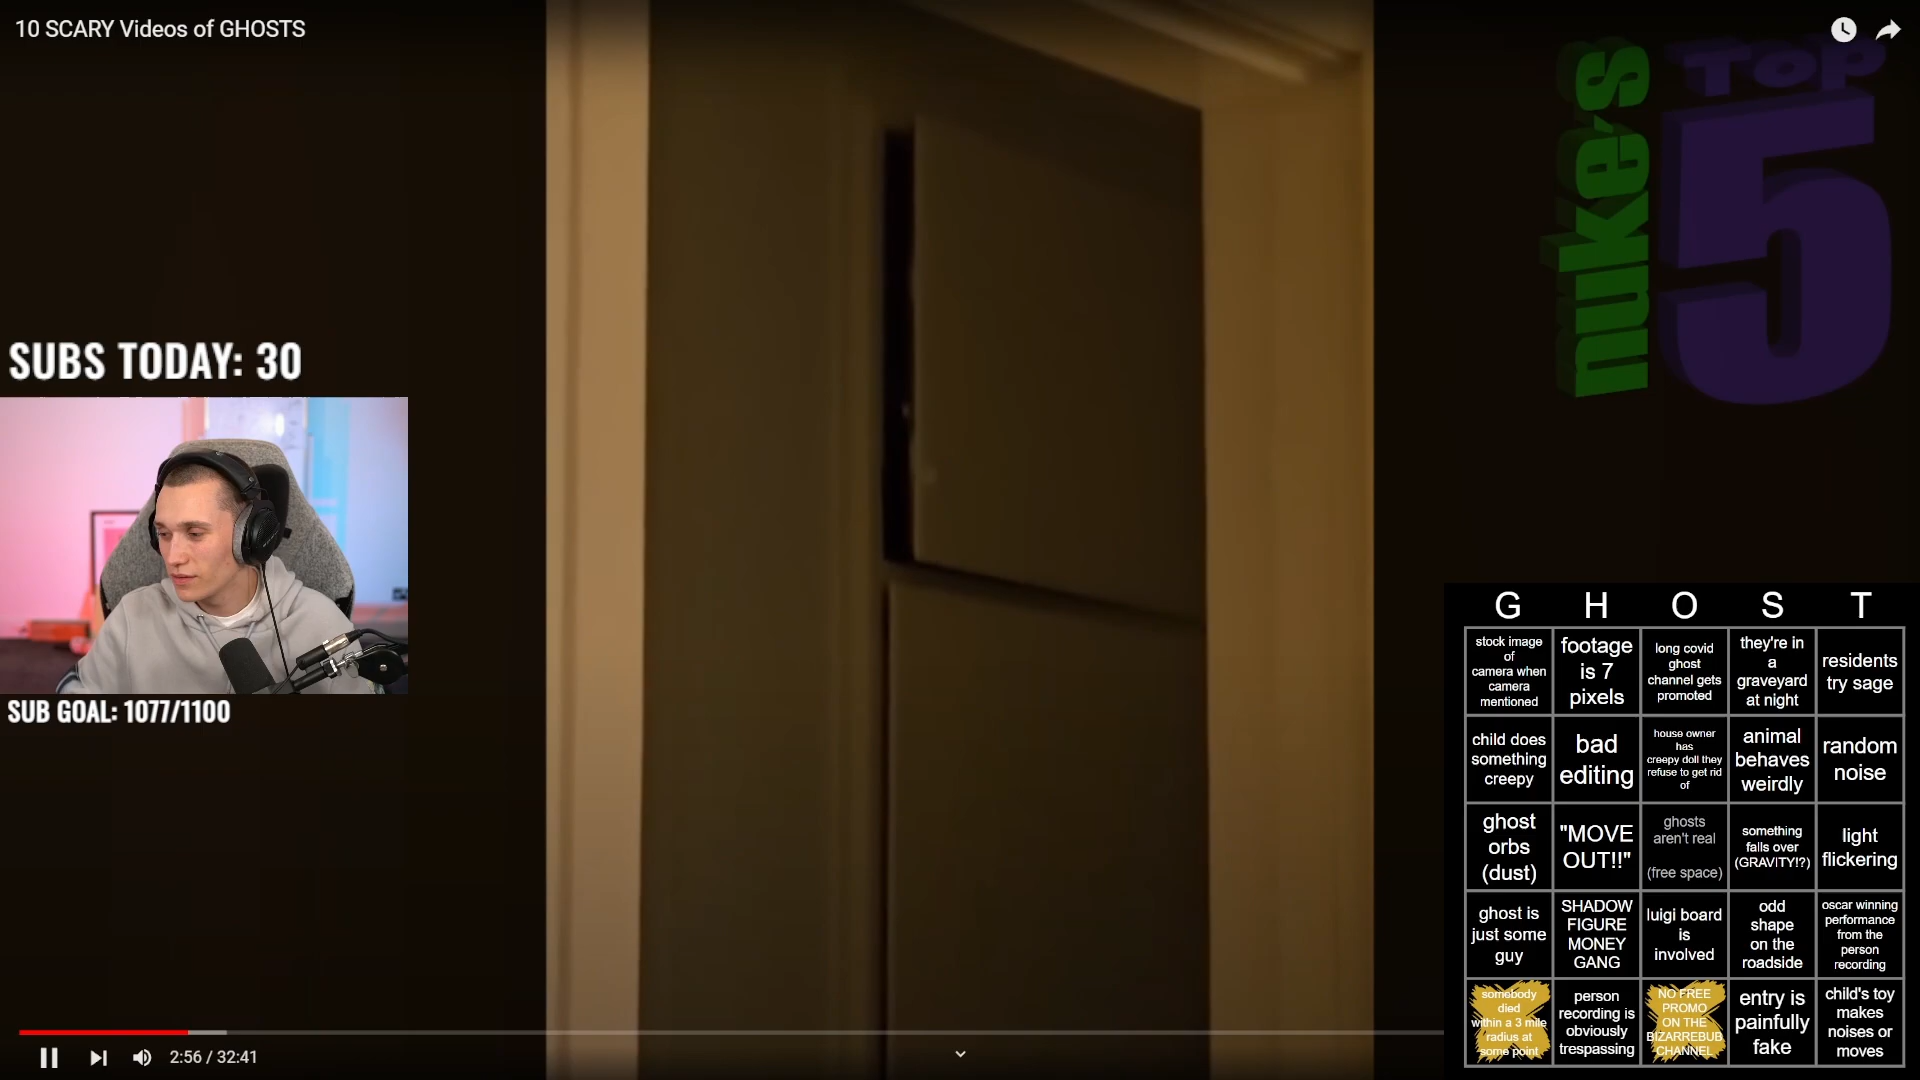 10 SCARY Videos of GHOSTS
nuke's
TOP
5
SUBS TODAY: 30
SUB GOAL: 1077/1100
G H O S T
stock image
of
camera when
camera
mentioned
footage
is 7
pixels
long covid
ghost
channel gets
promoted
they're in
a
graveyard
at night
residents
try sage
child does
something
creepy
bad
editing
house owner
has
creepy doll they
refuse to get rid
of
animal
behaves
weirdly
random
noise
ghost
orbs
(dust)
"MOVE
OUT!!"
ghosts
aren't real
(free space)
something
falls over
(GRAVITY!?)
light
flickering
ghost is
just some
guy
SHADOW
FIGURE
MONEY
GANG
luigi board
is
involved
odd
shape
on the
roadside
oscar winning
performance
from the
person
recording
somebody
died
within a 3 mile
radius at
some point
person
recording is
obviously
trespassing
NO FREE
PROMO
ON THE
BIZARREBUB
CHANNEL
entry is
painfully
fake
child's toy
makes
noises or
moves
2:56 / 32:41